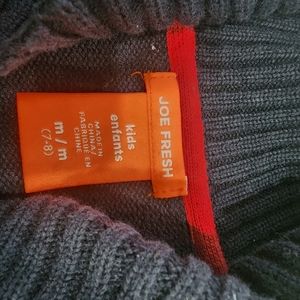 JOE FRESH
kids
enfants
MADE IN
CHINA/
FABRIQUÉ EN
CHINE
m / m
(7-8)